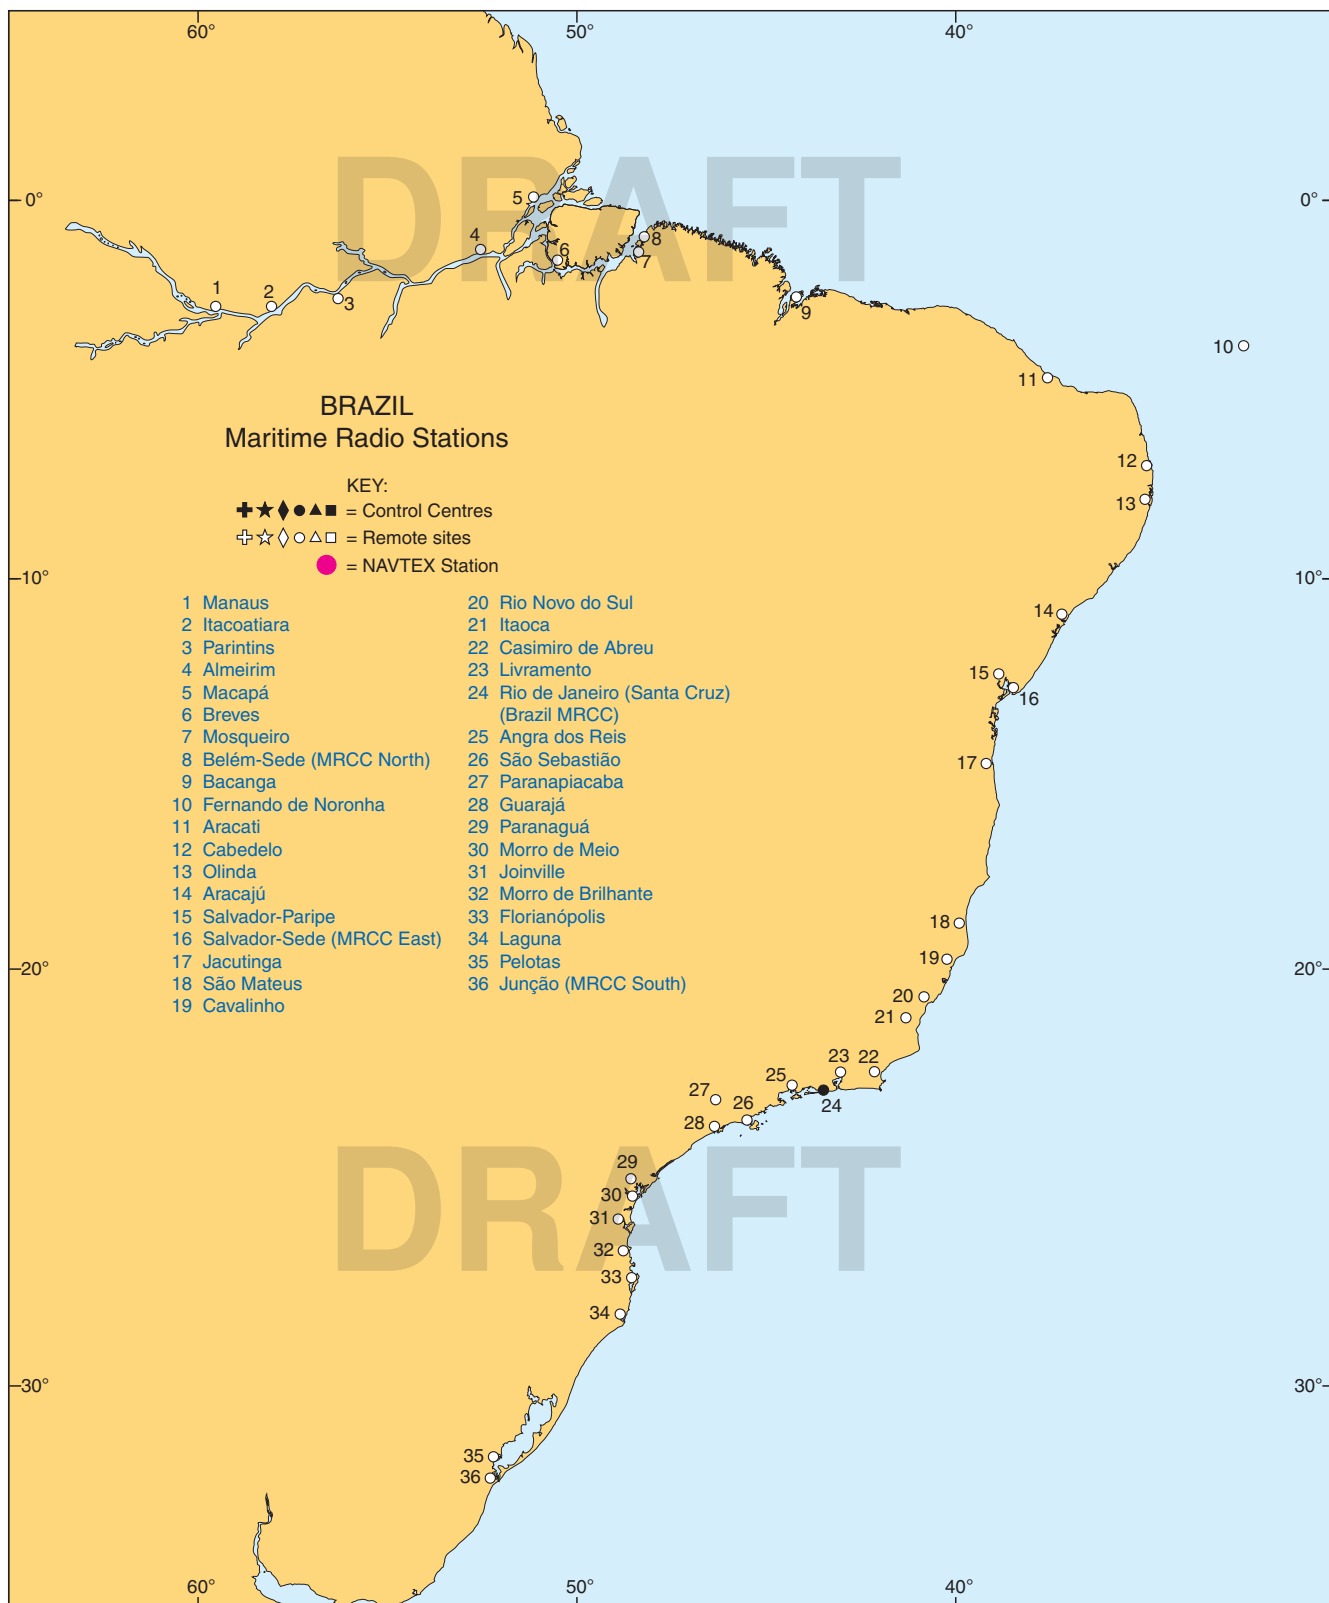 60°
50°
40°
DRAFT
0°
0°
5
4
6
8
7
1
2
3
9
10
11
BRAZIL
Maritime Radio Stations
12
KEY:
13
= Control Centres
= Remote sites
= NAVTEX Station
10°
10°
1 Manaus
2 Itacoatiara
3 Parintins
4 Almeirim
5 Macapá
6 Breves
7 Mosqueiro
8 Belém-Sede (MRCC North)
9 Bacanga
10 Fernando de Noronha
11 Aracati
12 Cabedelo
13 Olinda
14 Aracajú
15 Salvador-Paripe
16 Salvador-Sede (MRCC East)
17 Jacutinga
18 São Mateus
19 Cavalinho
20 Rio Novo do Sul
21 Itaoca
22 Casimiro de Abreu
23 Livramento
24 Rio de Janeiro (Santa Cruz)
(Brazil MRCC)
25 Angra dos Reis
26 São Sebastião
27 Paranapiacaba
28 Guarajá
29 Paranaguá
30 Morro de Meio
31 Joinville
32 Morro de Brilhante
33 Florianópolis
34 Laguna
35 Pelotas
36 Junção (MRCC South)
14
15
16
17
18
19
20°
20°
20
21
23
22
25
27
26
24
28
DRAFT
29
30
31
32
33
34
30°
30°
35
36
60°
50°
40°